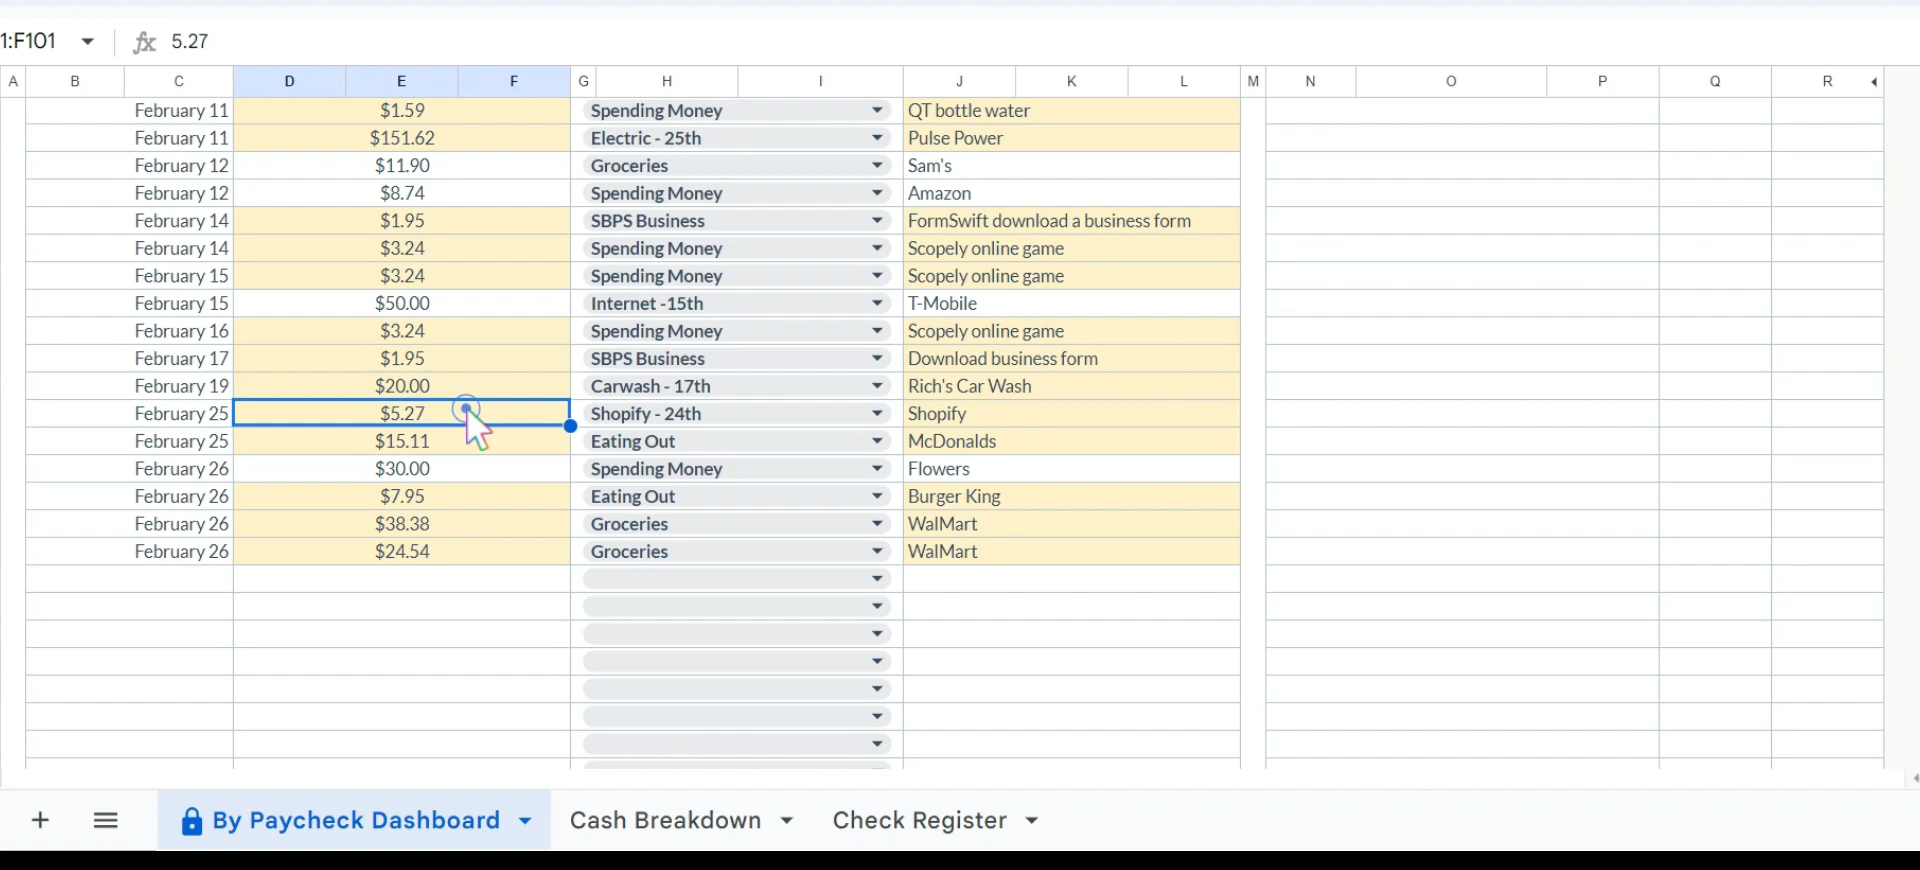 1:F101 fx 5.27
A B C D E F G H I J K L M N O P Q R
February 11 $1.59 Spending Money QT bottle water
February 11 $151.62 Electric - 25th Pulse Power
February 12 $11.90 Groceries Sam's
February 12 $8.74 Spending Money Amazon
February 14 $1.95 SBPS Business FormSwift download a business form
February 14 $3.24 Spending Money Scopely online game
February 15 $3.24 Spending Money Scopely online game
February 15 $50.00 Internet -15th T-Mobile
February 16 $3.24 Spending Money Scopely online game
February 17 $1.95 SBPS Business Download business form
February 19 $20.00 Carwash - 17th Rich's Car Wash
February 25 $5.27 Shopify - 24th Shopify
February 25 $15.11 Eating Out McDonalds
February 26 $30.00 Spending Money Flowers
February 26 $7.95 Eating Out Burger King
February 26 $38.38 Groceries WalMart
February 26 $24.54 Groceries WalMart
By Paycheck Dashboard Cash Breakdown Check Register